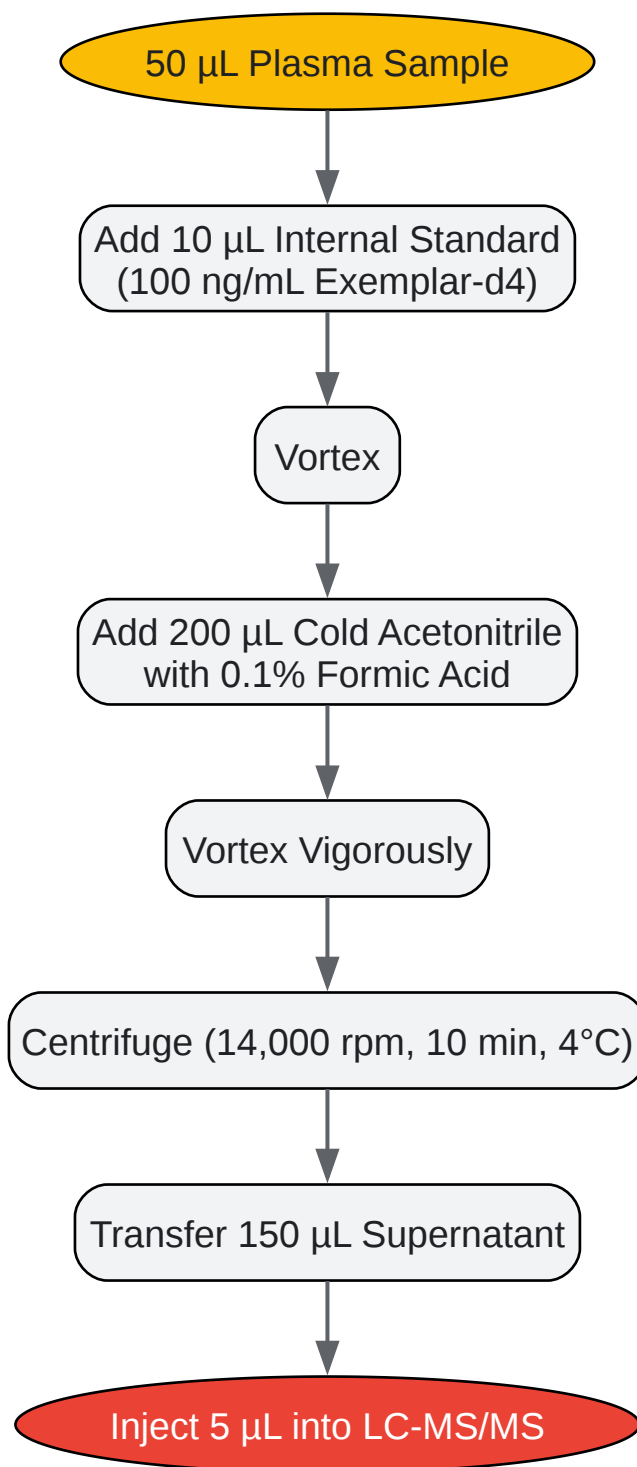 50 µL Plasma Sample
Add 10 µL Internal Standard
(100 ng/mL Exemplar-d4)
Vortex
Add 200 µL Cold Acetonitrile
with 0.1% Formic Acid
Vortex Vigorously
Centrifuge (14,000 rpm, 10 min, 4°C)
Transfer 150 µL Supernatant
Inject 5 µL into LC-MS/MS